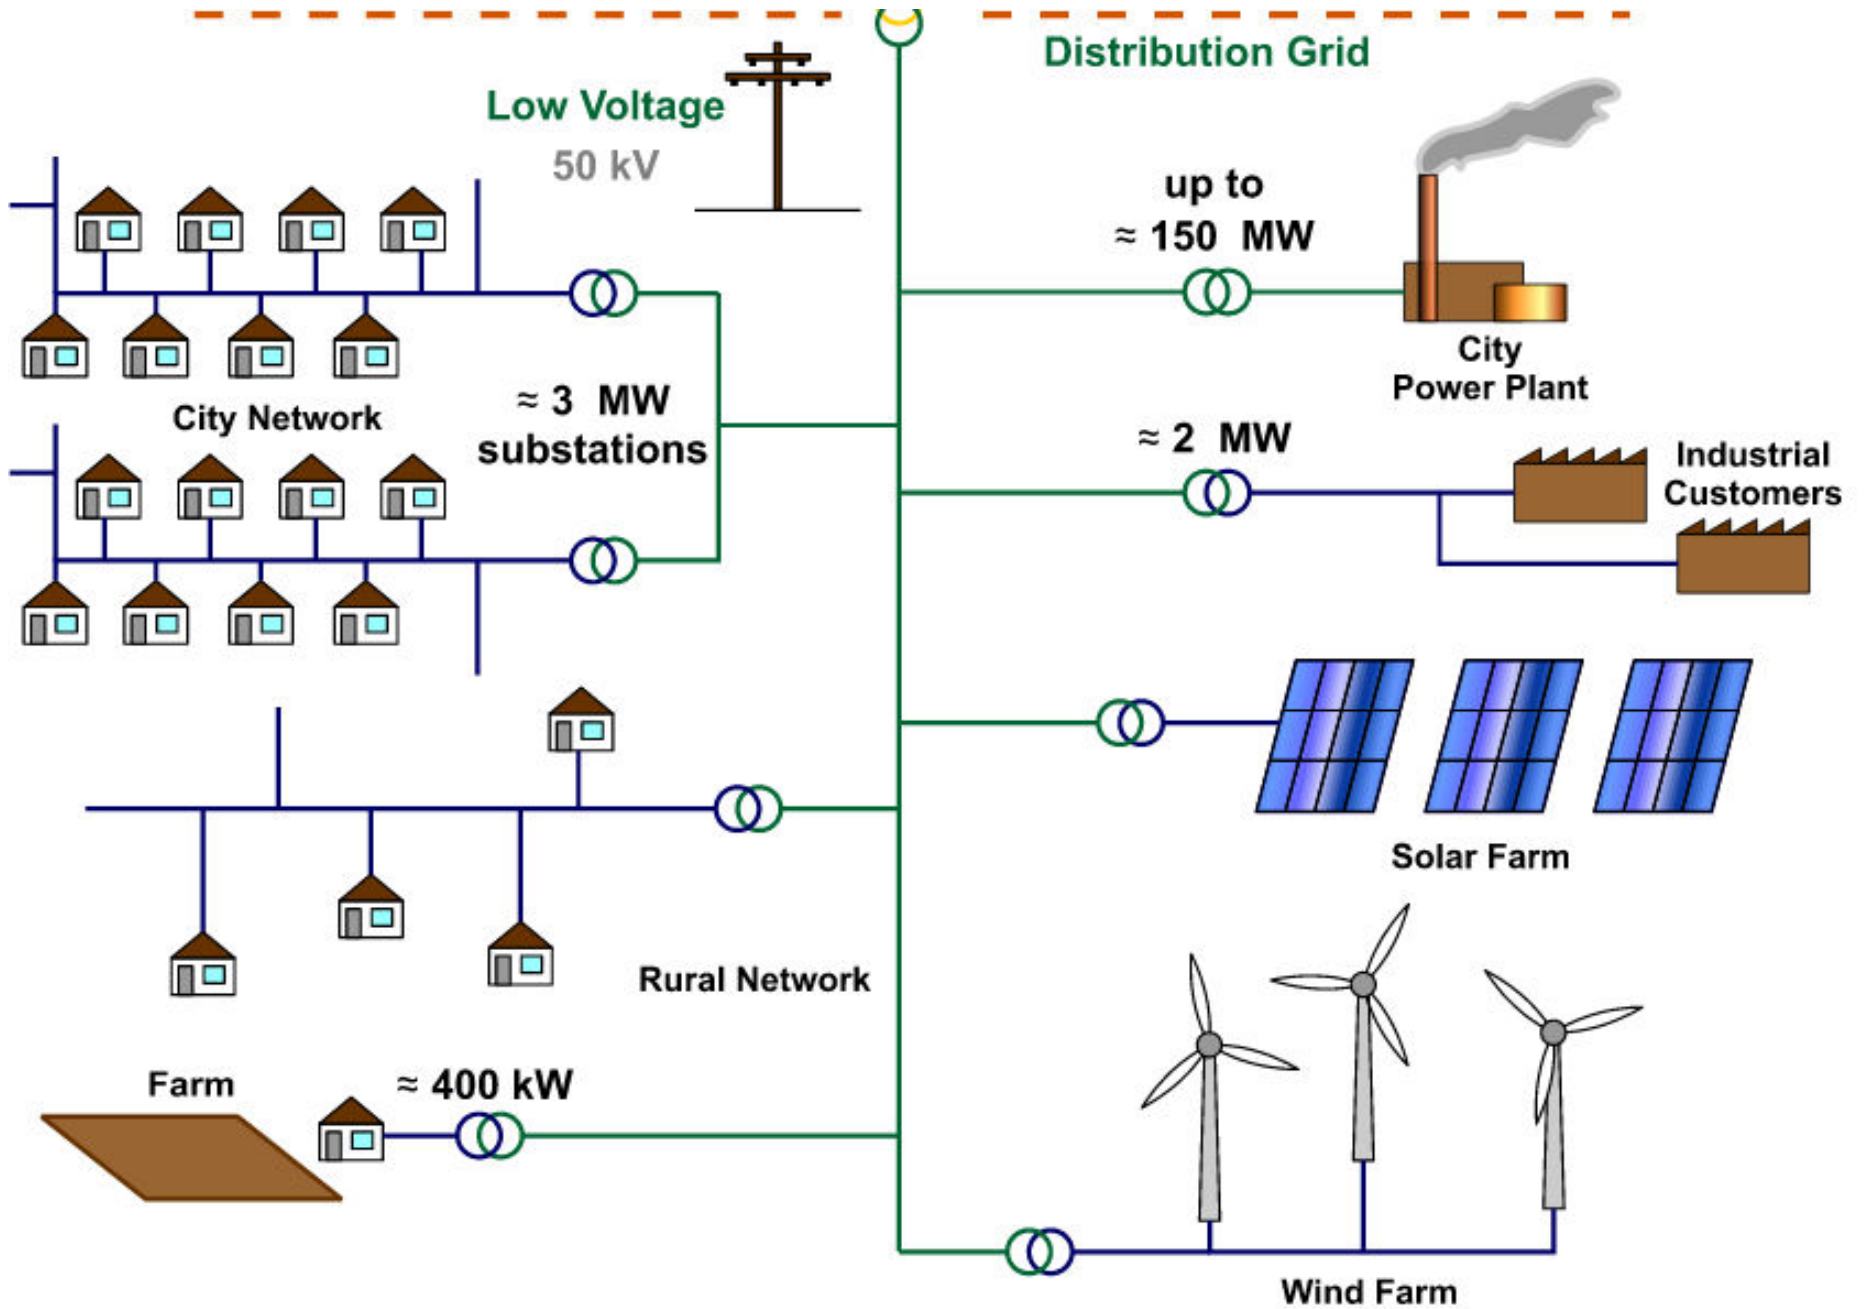 Distribution Grid
Low Voltage
50 kV
up to
≈ 150 MW
City
Power Plant
≈ 3 MW
substations
City Network
≈ 2 MW
Industrial
Customers
Solar Farm
Rural Network
Farm
≈ 400 kW
Wind Farm